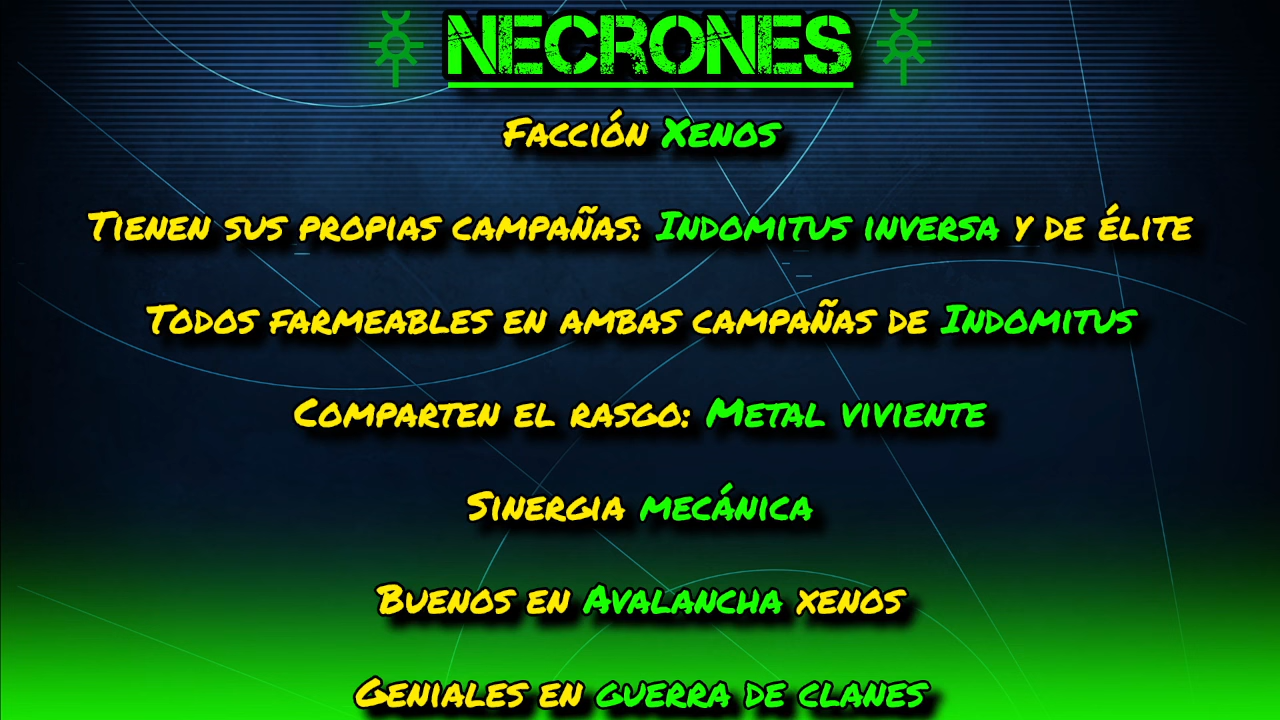 NECRONES
Facción Xenos
Tienen sus propias campañas: Indomitus inversa y de élite
Todos farmeables en ambas campañas de Indomitus
Comparten el rasgo: Metal viviente
Sinergia mecánica
Buenos en Avalancha xenos
Geniales en guerra de clanes